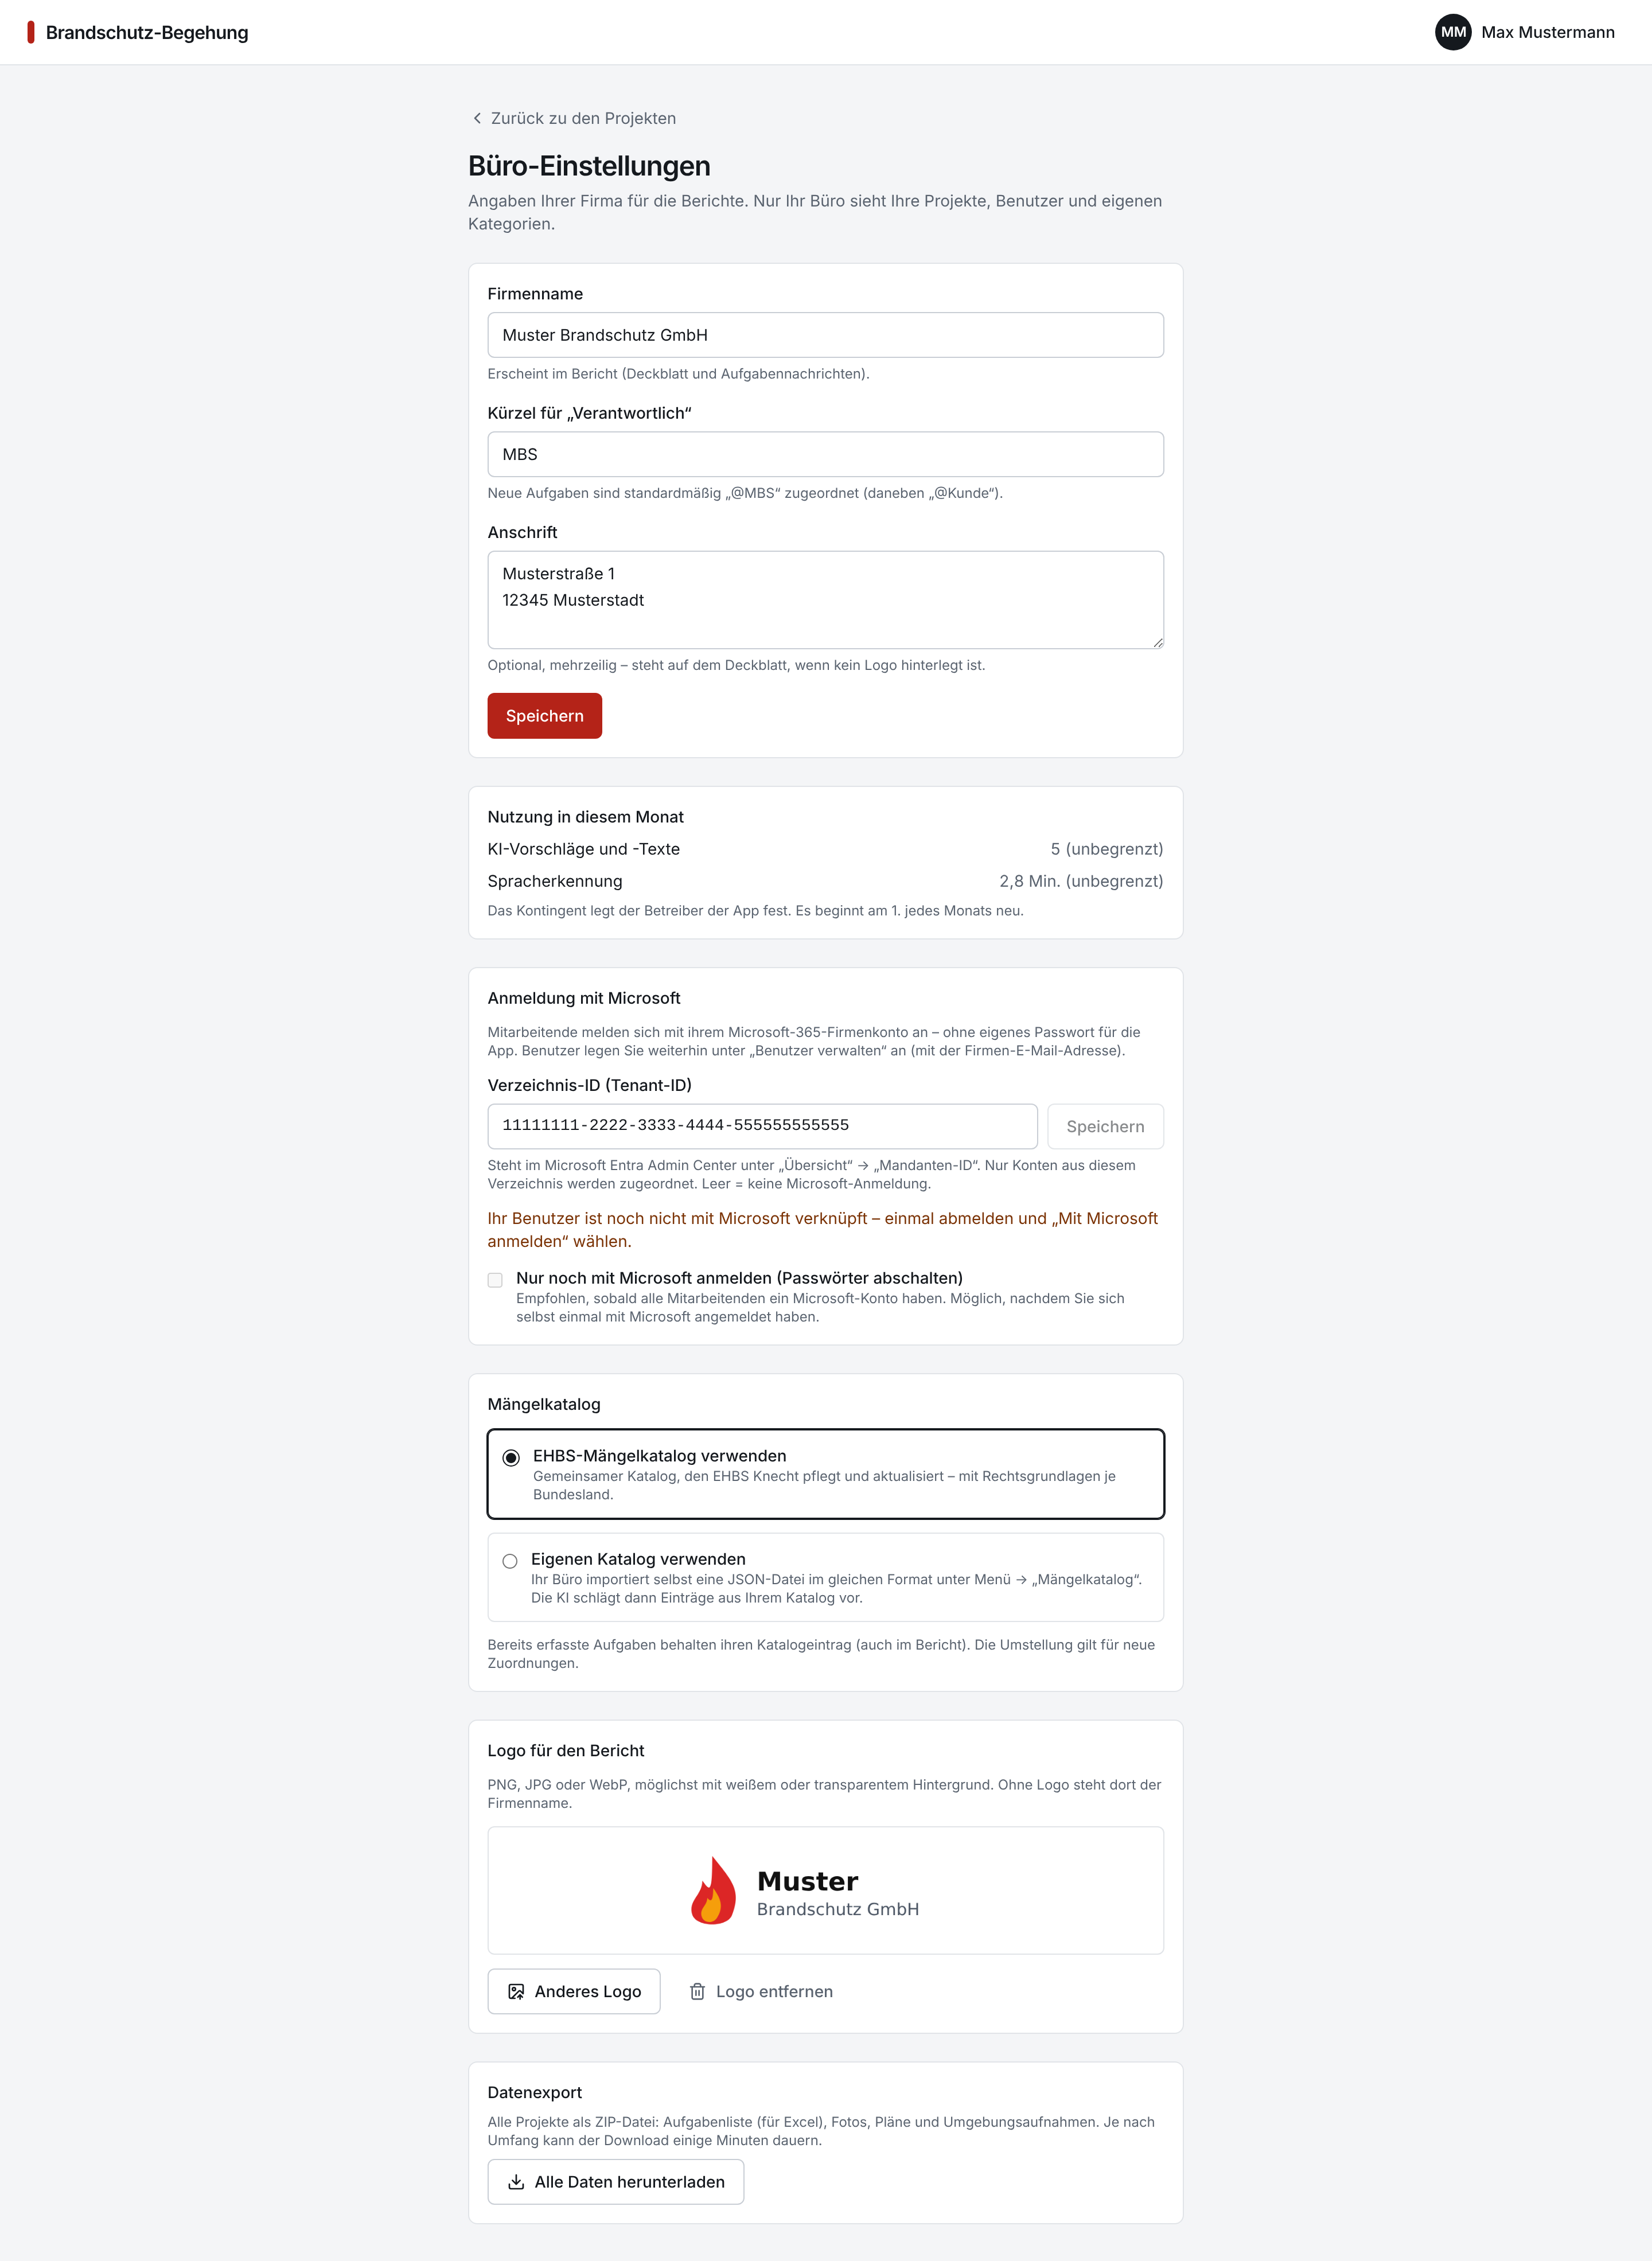 Brandschutz-Begehung
MM Max Mustermann
Zurück zu den Projekten
Büro-Einstellungen
Angaben Ihrer Firma für die Berichte. Nur Ihr Büro sieht Ihre Projekte, Benutzer und eigenen
Kategorien.
Firmenname
Muster Brandschutz GmbH
Erscheint im Bericht (Deckblatt und Aufgabennachrichten).
Kürzel für „Verantwortlich“
MBS
Neue Aufgaben sind standardmäßig „@MBS“ zugeordnet (daneben „@Kunde“).
Anschrift
Musterstraße 1
12345 Musterstadt
Optional, mehrzeilig – steht auf dem Deckblatt, wenn kein Logo hinterlegt ist.
Speichern
Nutzung in diesem Monat
KI-Vorschläge und -Texte 5 (unbegrenzt)
Spracherkennung 2,8 Min. (unbegrenzt)
Das Kontingent legt der Betreiber der App fest. Es beginnt am 1. jedes Monats neu.
Anmeldung mit Microsoft
Mitarbeitende melden sich mit ihrem Microsoft-365-Firmenkonto an – ohne eigenes Passwort für die
App. Benutzer legen Sie weiterhin unter „Benutzer verwalten“ an (mit der Firmen-E-Mail-Adresse).
Verzeichnis-ID (Tenant-ID)
11111111-2222-3333-4444-555555555555 Speichern
Steht im Microsoft Entra Admin Center unter „Übersicht“ → „Mandanten-ID“. Nur Konten aus diesem
Verzeichnis werden zugeordnet. Leer = keine Microsoft-Anmeldung.
Ihr Benutzer ist noch nicht mit Microsoft verknüpft – einmal abmelden und „Mit Microsoft
anmelden“ wählen.
Nur noch mit Microsoft anmelden (Passwörter abschalten)
Empfohlen, sobald alle Mitarbeitenden ein Microsoft-Konto haben. Möglich, nachdem Sie sich
selbst einmal mit Microsoft angemeldet haben.
Mängelkatalog
EHBS-Mängelkatalog verwenden
Gemeinsamer Katalog, den EHBS Knecht pflegt und aktualisiert – mit Rechtsgrundlagen je
Bundesland.
Eigenen Katalog verwenden
Ihr Büro importiert selbst eine JSON-Datei im gleichen Format unter Menü → „Mängelkatalog“.
Die KI schlägt dann Einträge aus Ihrem Katalog vor.
Bereits erfasste Aufgaben behalten ihren Katalogeintrag (auch im Bericht). Die Umstellung gilt für neue
Zuordnungen.
Logo für den Bericht
PNG, JPG oder WebP, möglichst mit weißem oder transparentem Hintergrund. Ohne Logo steht dort der
Firmenname.
Muster
Brandschutz GmbH
Anderes Logo Logo entfernen
Datenexport
Alle Projekte als ZIP-Datei: Aufgabenliste (für Excel), Fotos, Pläne und Umgebungsaufnahmen. Je nach
Umfang kann der Download einige Minuten dauern.
Alle Daten herunterladen